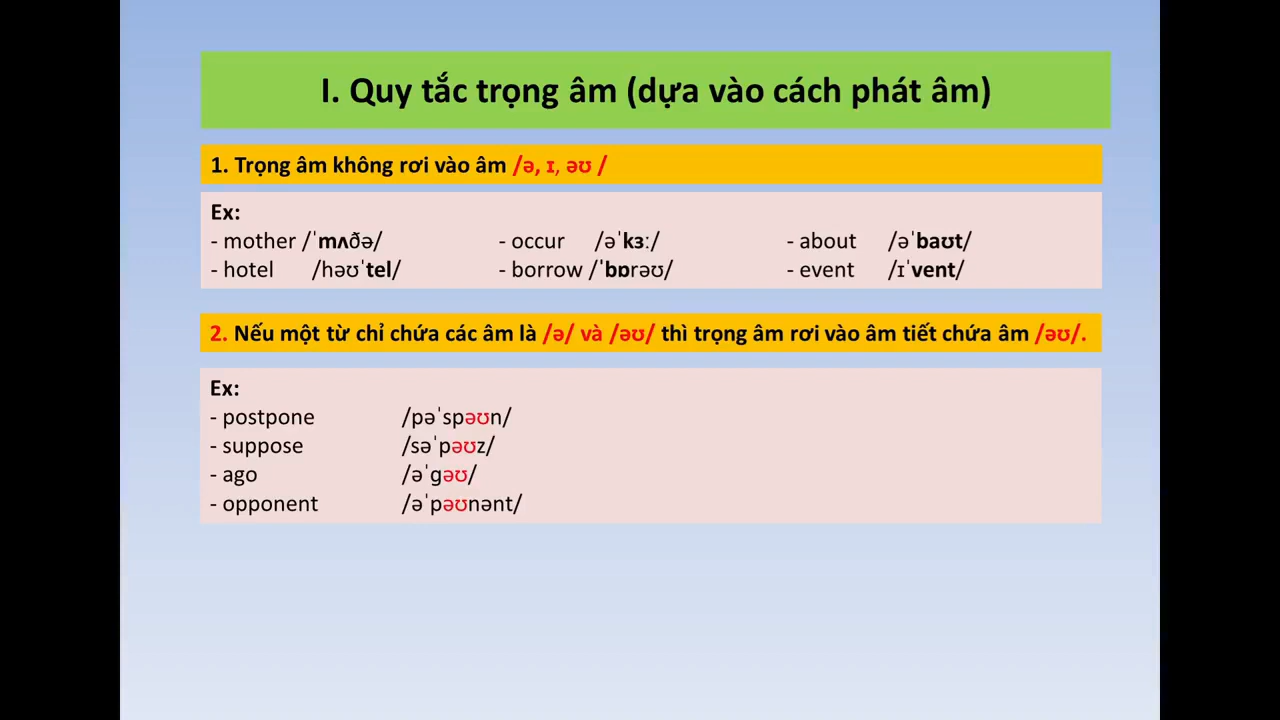 I. Quy tắc trọng âm (dựa vào cách phát âm)
1. Trọng âm không rơi vào âm /ə, ɪ, əʊ /
Ex:
- mother /ˈmʌðə/ - occur /əˈkɜː/ - about /əˈbaʊt/
- hotel /həʊˈtel/ - borrow /ˈbɒrəʊ/ - event /ɪˈvent/
2. Nếu một từ chỉ chứa các âm là /ə/ và /əʊ/ thì trọng âm rơi vào âm tiết chứa âm /əʊ/.
Ex:
- postpone /pəˈspəʊn/
- suppose /səˈpəʊz/
- ago /əˈɡəʊ/
- opponent /əˈpəʊnənt/